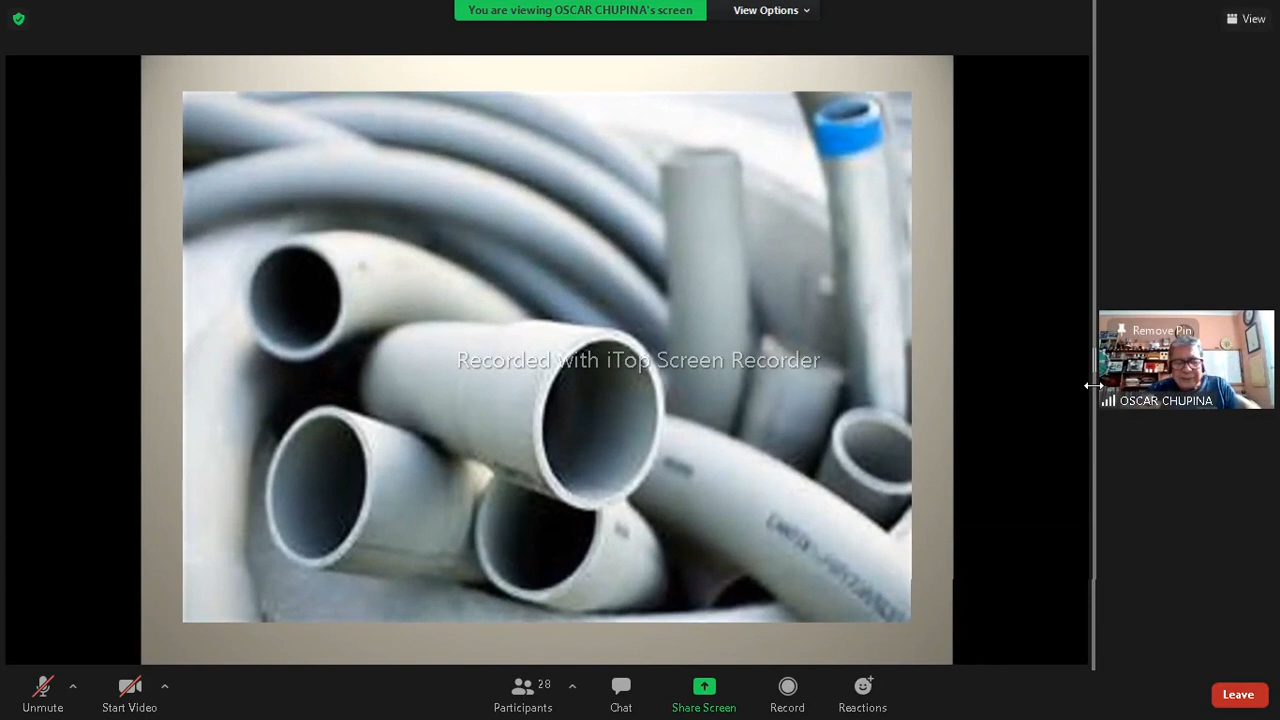 You are viewing OSCAR CHUPINA's screen
View Options
View
Recorded with iTop Screen Recorder
Remove Pin
OSCAR CHUPINA
Unmute
Start Video
28
Participants
Chat
Share Screen
Record
Reactions
Leave